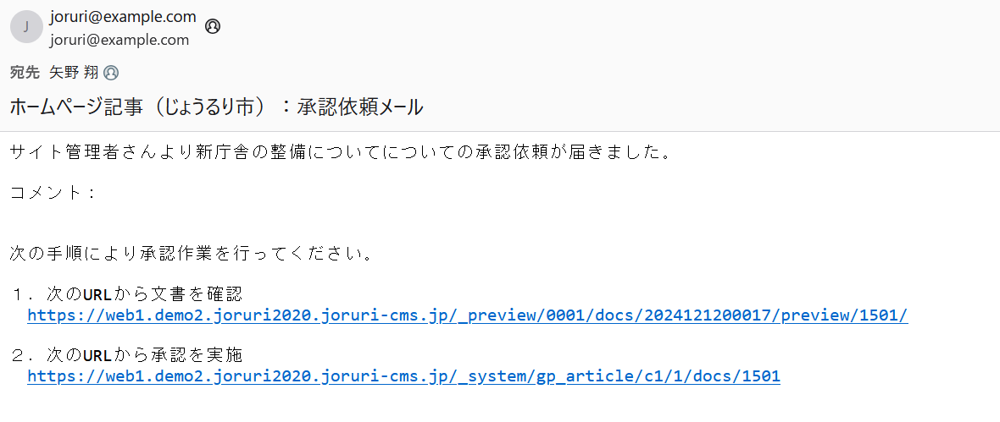 J
joruri@example.com
joruri@example.com
宛先 矢野 翔
ホームページ記事（じょうるり市）：承認依頼メール
サイト管理者さんより新庁舎の整備についてについての承認依頼が届きました。
コメント：
次の手順により承認作業を行ってください。
１．次のURLから文書を確認
https://web1.demo2.joruri2020.joruri-cms.jp/_preview/0001/docs/2024121200017/preview/1501/
２．次のURLから承認を実施
https://web1.demo2.joruri2020.joruri-cms.jp/_system/gp_article/c1/1/docs/1501